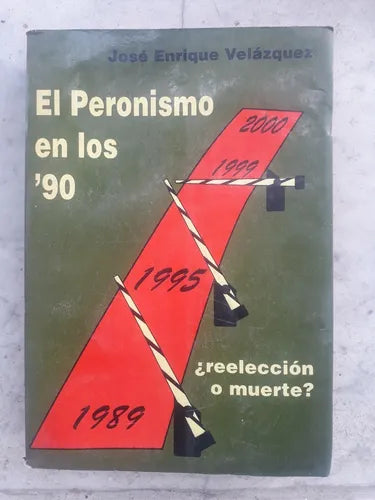 José Enrique Velázquez
El Peronismo
en los
'90
2000
1999
1995
1989
¿reelección
o muerte?